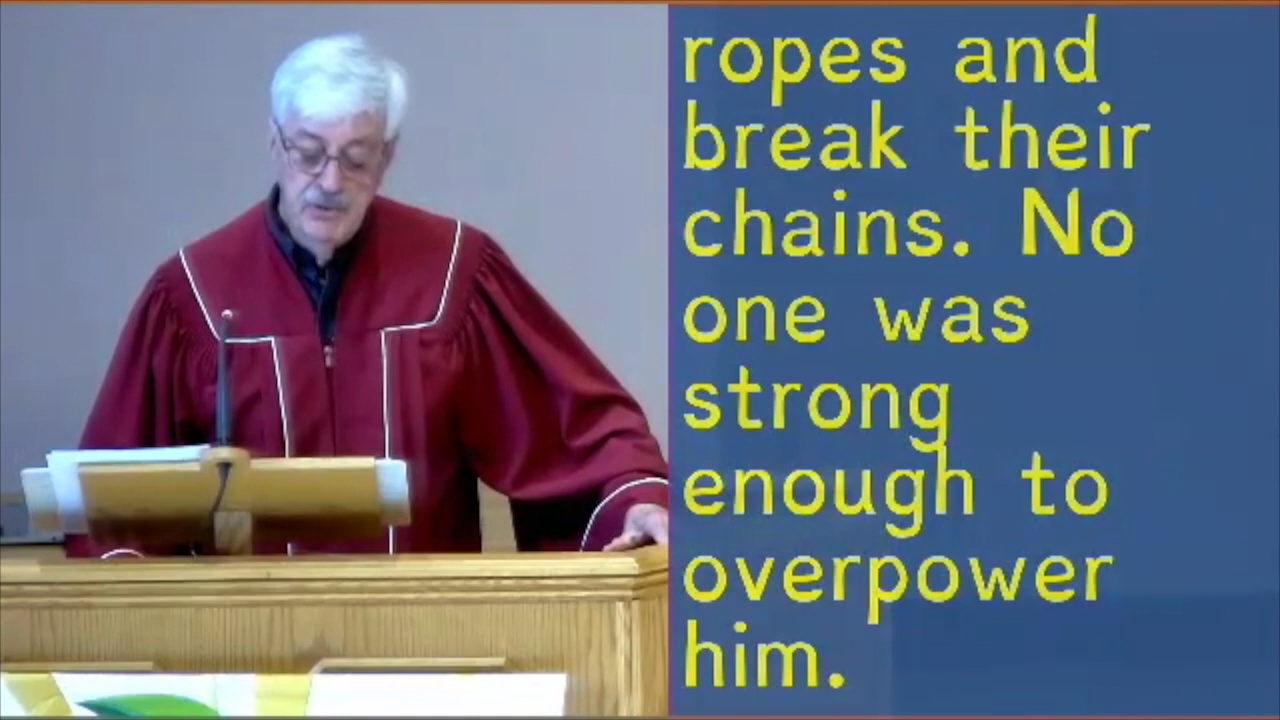 ropes and
break their
chains. No
one was
strong
enough to
overpower
him.